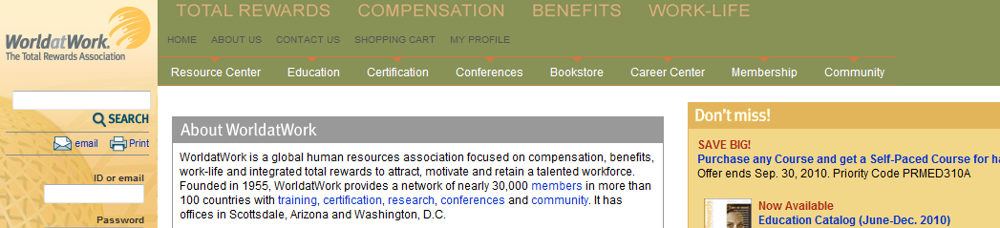 TOTAL REWARDS COMPENSATION BENEFITS WORK-LIFE
WorldatWork.
The Total Rewards Association
HOME ABOUT US CONTACT US SHOPPING CART MY PROFILE
Resource Center Education Certification Conferences Bookstore Career Center Membership Community
SEARCH
email Print
ID or email
Password
About WorldatWork
WorldatWork is a global human resources association focused on compensation, benefits,
work-life and integrated total rewards to attract, motivate and retain a talented workforce.
Founded in 1955, WorldatWork provides a network of nearly 30,000 members in more than
100 countries with training, certification, research, conferences and community. It has
offices in Scottsdale, Arizona and Washington, D.C.
Don't miss!
SAVE BIG!
Purchase any Course and get a Self-Paced Course for
Offer ends Sep. 30, 2010. Priority Code PRMED310A
Now Available
Education Catalog (June-Dec. 2010)